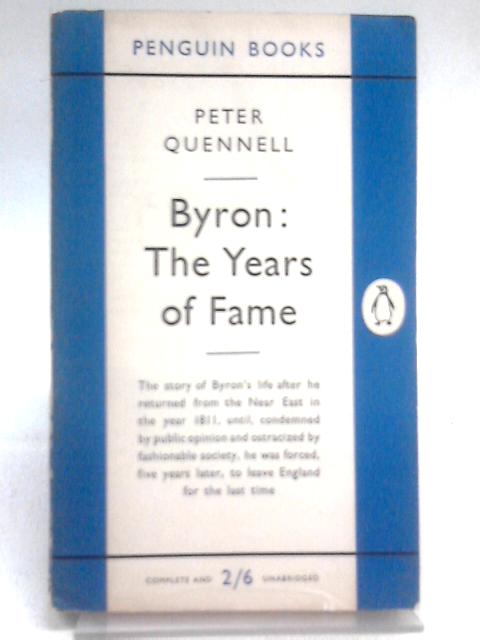 PENGUIN BOOKS
PETER
QUENNELL
Byron:
The Years
of Fame
The story of Byron's life after he
returned from the Near East in
the year 1811, until, condemned
by public opinion and ostracized by
fashionable society, he was forced,
five years later, to leave England
for the last time
COMPLETE AND 2/6 UNABRIDGED